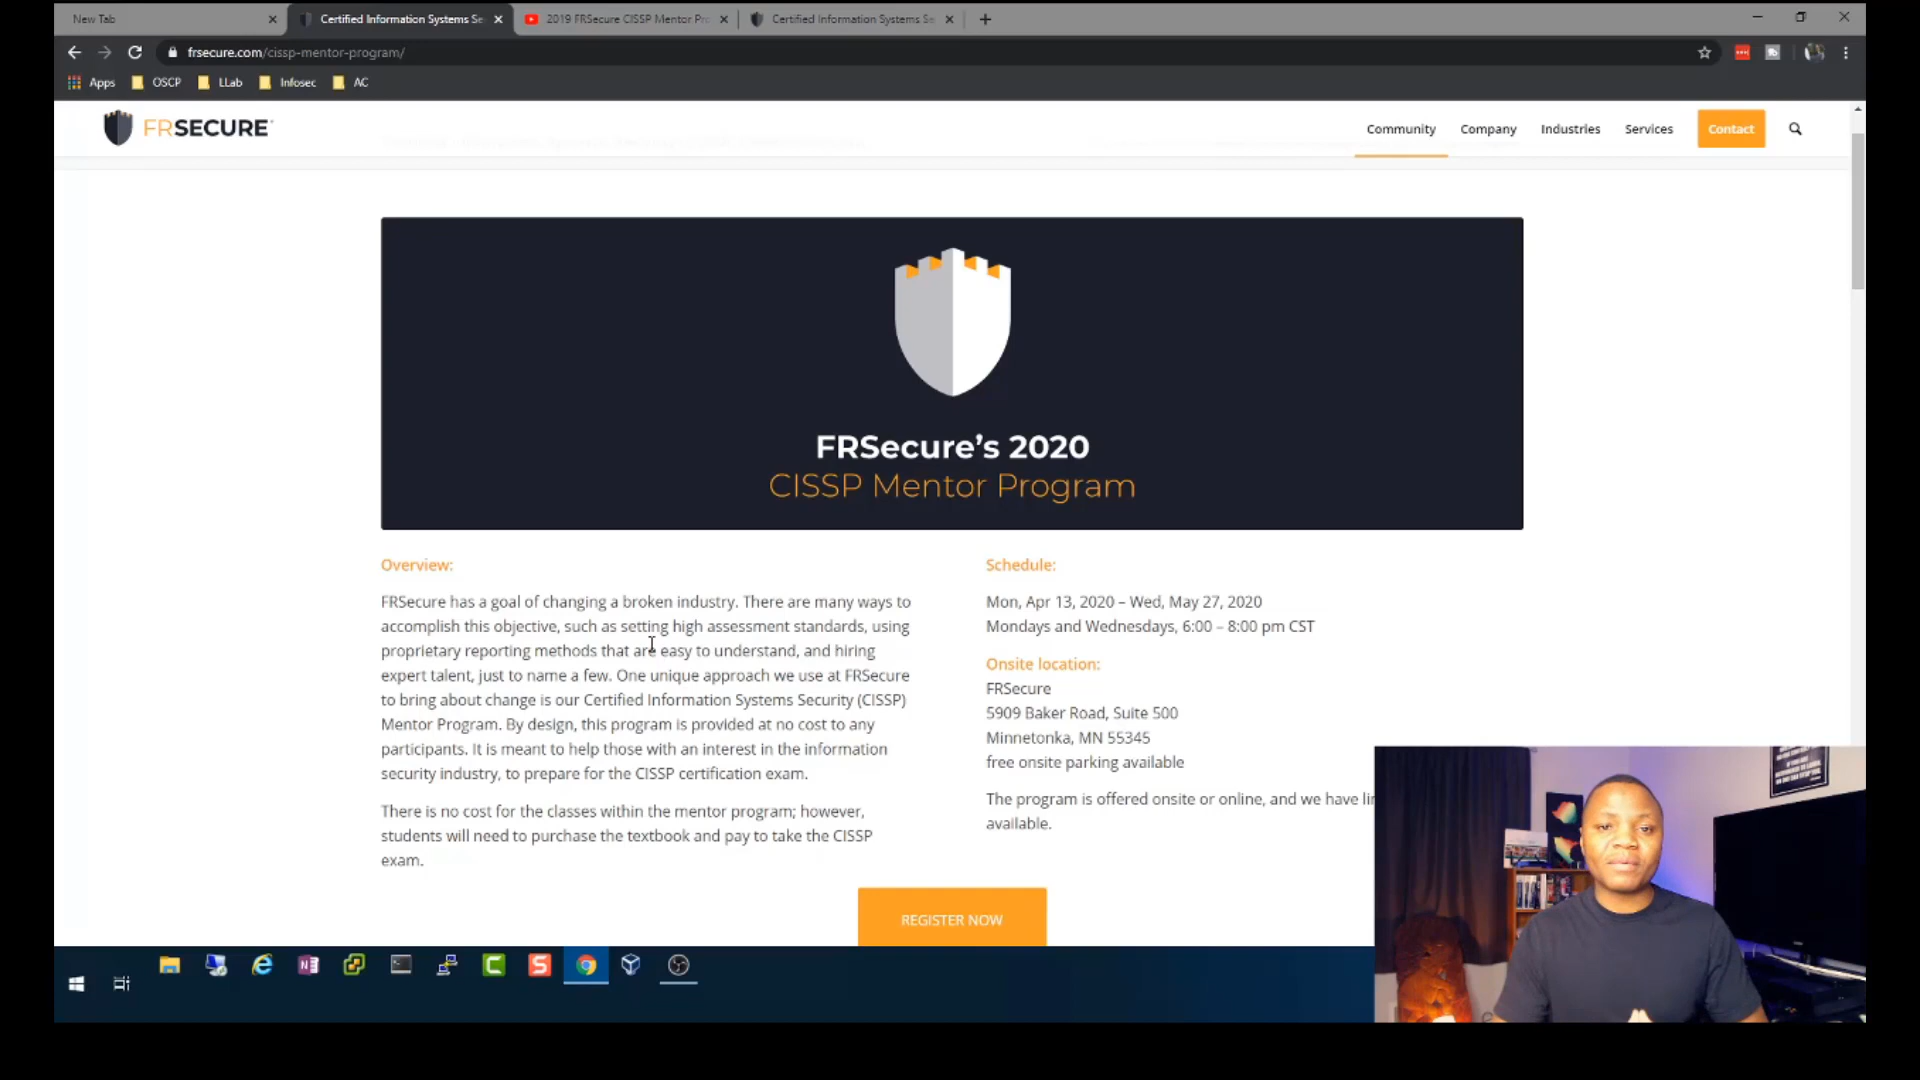 New Tab
Certified Information Systems Se
2019 FRSecure CISSP Mentor Pro
Certified Information Systems Se
frsecure.com/cissp-mentor-program/
Apps
OSCP
LLab
Infosec
AC
FRSECURE
Community
Company
Industries
Services
Contact
FRSecure's 2020
CISSP Mentor Program
Overview:
FRSecure has a goal of changing a broken industry. There are many ways to
accomplish this objective, such as setting high assessment standards, using
proprietary reporting methods that are easy to understand, and hiring
expert talent, just to name a few. One unique approach we use at FRSecure
to bring about change is our Certified Information Systems Security (CISSP)
Mentor Program. By design, this program is provided at no cost to any
participants. It is meant to help those with an interest in the information
security industry, to prepare for the CISSP certification exam.
There is no cost for the classes within the mentor program; however,
students will need to purchase the textbook and pay to take the CISSP
exam.
Schedule:
Mon, Apr 13, 2020 – Wed, May 27, 2020
Mondays and Wednesdays, 6:00 – 8:00 pm CST
Onsite location:
FRSecure
5909 Baker Road, Suite 500
Minnetonka, MN 55345
free onsite parking available
The program is offered onsite or online, and we have
available.
REGISTER NOW